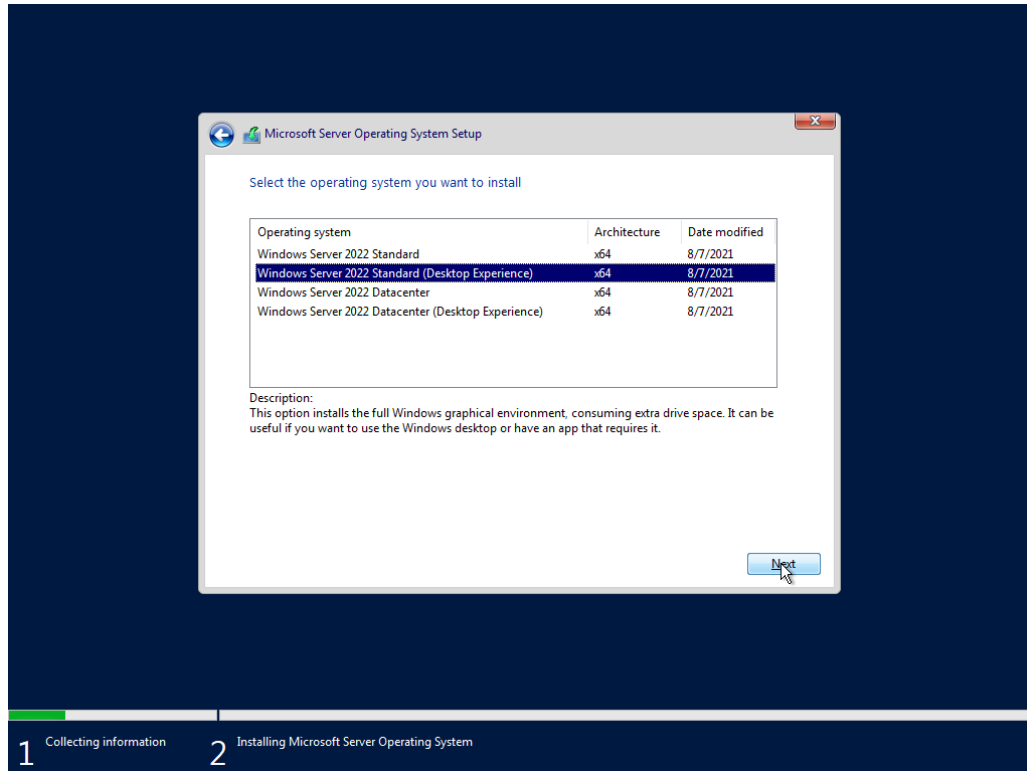 Microsoft Server Operating System Setup
Select the operating system you want to install
Operating system Architecture Date modified
Windows Server 2022 Standard x64 8/7/2021
Windows Server 2022 Standard (Desktop Experience) x64 8/7/2021
Windows Server 2022 Datacenter x64 8/7/2021
Windows Server 2022 Datacenter (Desktop Experience) x64 8/7/2021
Description:
This option installs the full Windows graphical environment, consuming extra drive space. It can be
useful if you want to use the Windows desktop or have an app that requires it.
Next
1 Collecting information 2 Installing Microsoft Server Operating System